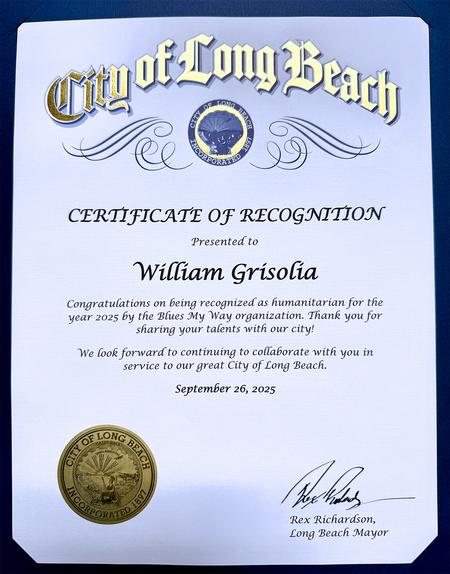 City of Long Beach
CITY OF LONG BEACH
INCORPORATED 1897
CERTIFICATE OF RECOGNITION
Presented to
William Grisolia
Congratulations on being recognized as humanitarian for the
year 2025 by the Blues My Way organization. Thank you for
sharing your talents with our city!
We look forward to continuing to collaborate with you in
service to our great City of Long Beach.
September 26, 2025
CITY OF LONG BEACH
INCORPORATED 1897
Rex Richardson,
Long Beach Mayor